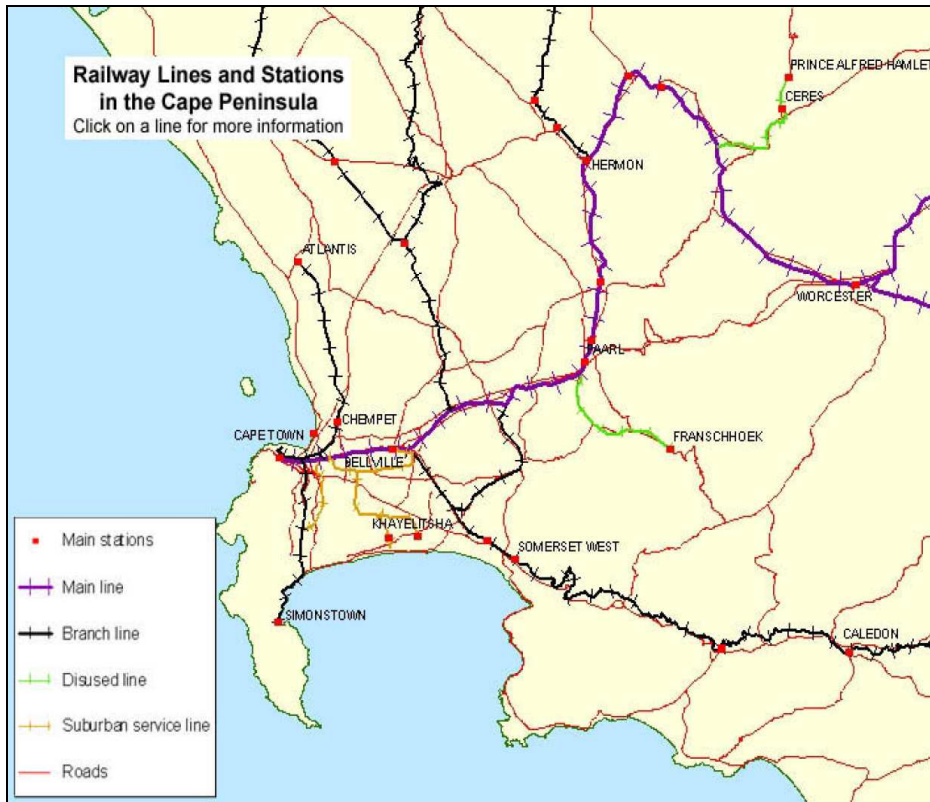 Railway Lines and Stations
in the Cape Peninsula
Click on a line for more information
PRINCE ALFRED HAMLET
CERES
HERMON
ATLANTIS
WORCESTER
PAARL
CHEMPET
CAPE TOWN
BELLVILLE
FRANSCHHOEK
KHAYELITSHA
SOMERSET WEST
SIMONSTOWN
CALEDON
Main stations
Main line
Branch line
Disused line
Suburban service line
Roads